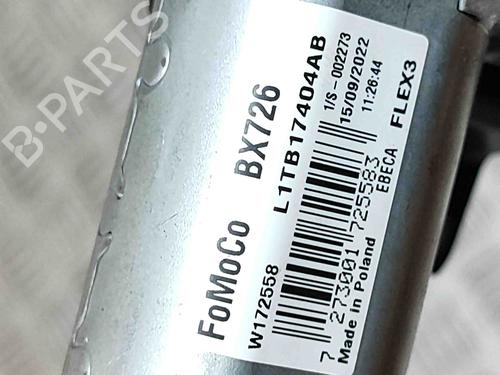 B-PARTS
FoMoCo BX726
L1TB17404AB
1/S - 002273
15/09/2022
11:26:44
W172558
7 273001 725583
EBECA FLEX3
Made in Poland